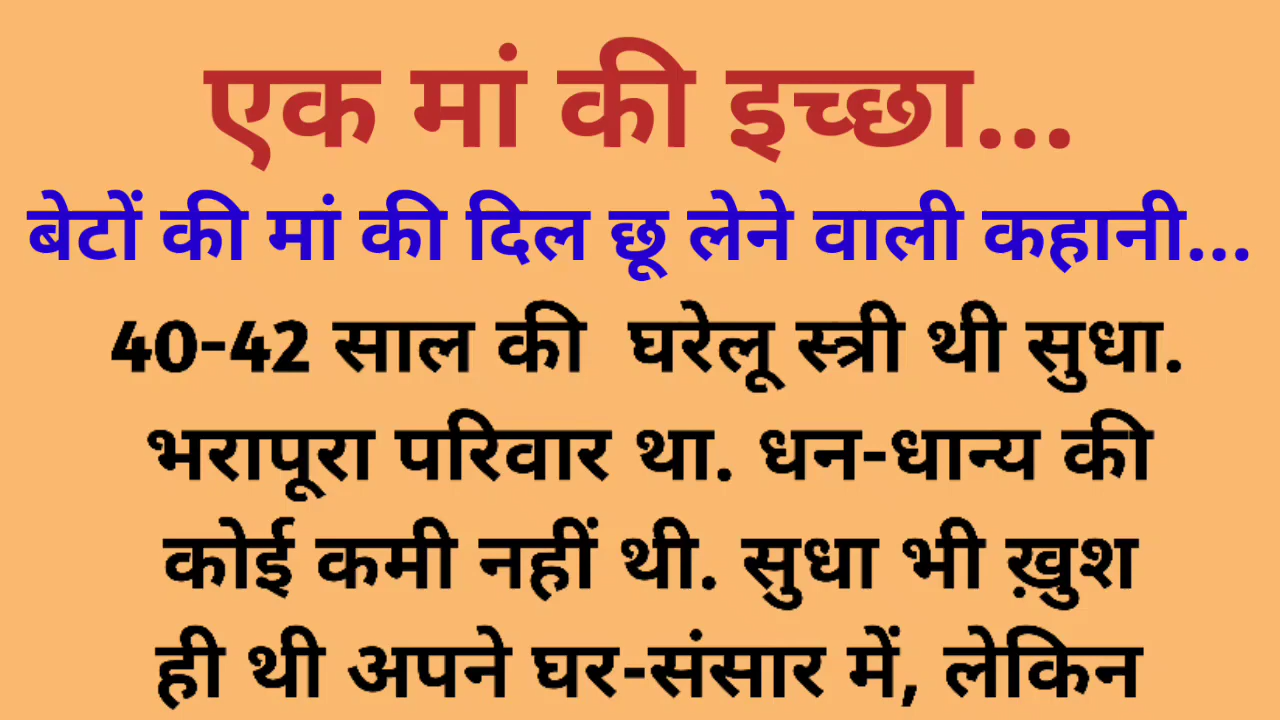 एक मां की इच्छा...
बेटों की मां की दिल छू लेने वाली कहानी...
40-42 साल की घरेलू स्त्री थी सुधा.
भरापूरा परिवार था. धन-धान्य की
कोई कमी नहीं थी. सुधा भी ख़ुश
ही थी अपने घर-संसार में, लेकिन